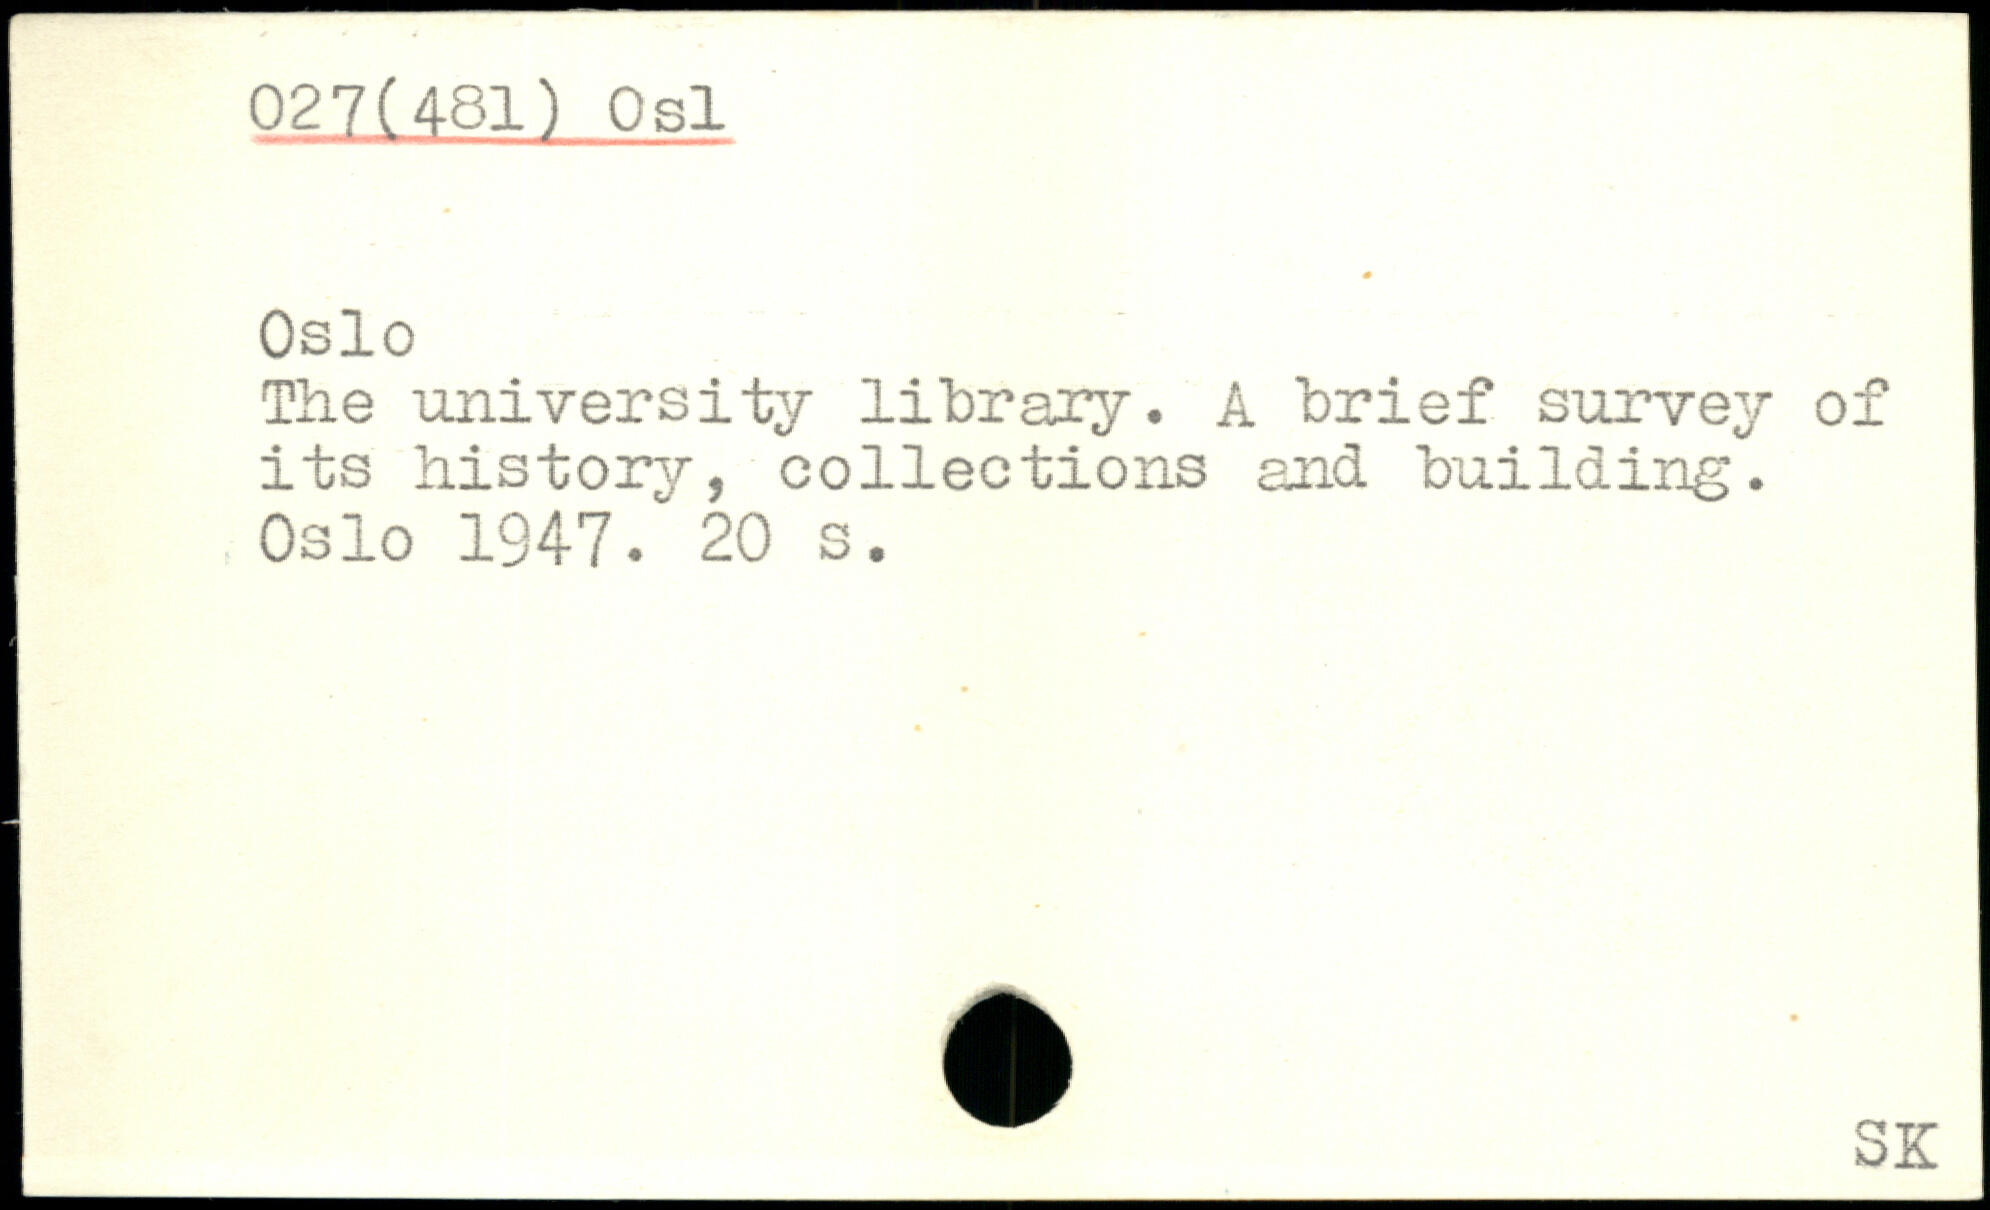 027(481) Osl
Oslo
The university library. A brief survey of
its history, collections and building.
Oslo 1947. 20 s.
SK